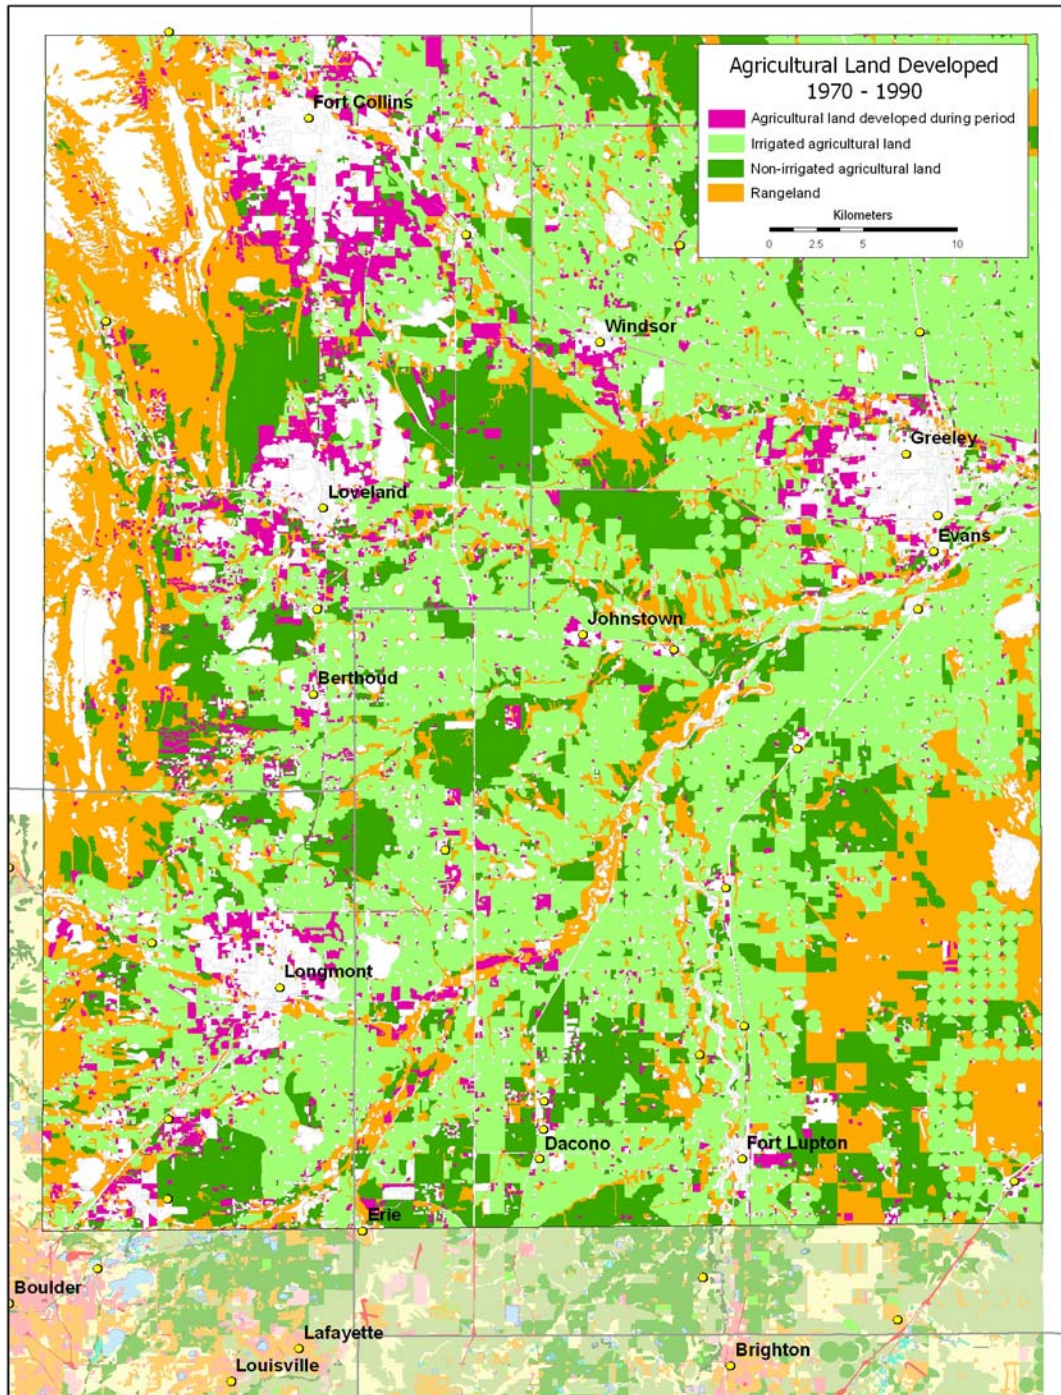 Agricultural Land Developed
1970 - 1990
Agricultural land developed during period
Irrigated agricultural land
Non-irrigated agricultural land
Rangeland
Kilometers
0 2.5 5 10
Fort Collins
Windsor
Greeley
Loveland
Evans
Johnstown
Berthoud
Longmont
Dacono
Fort Lupton
Erie
Boulder
Lafayette
Louisville
Brighton